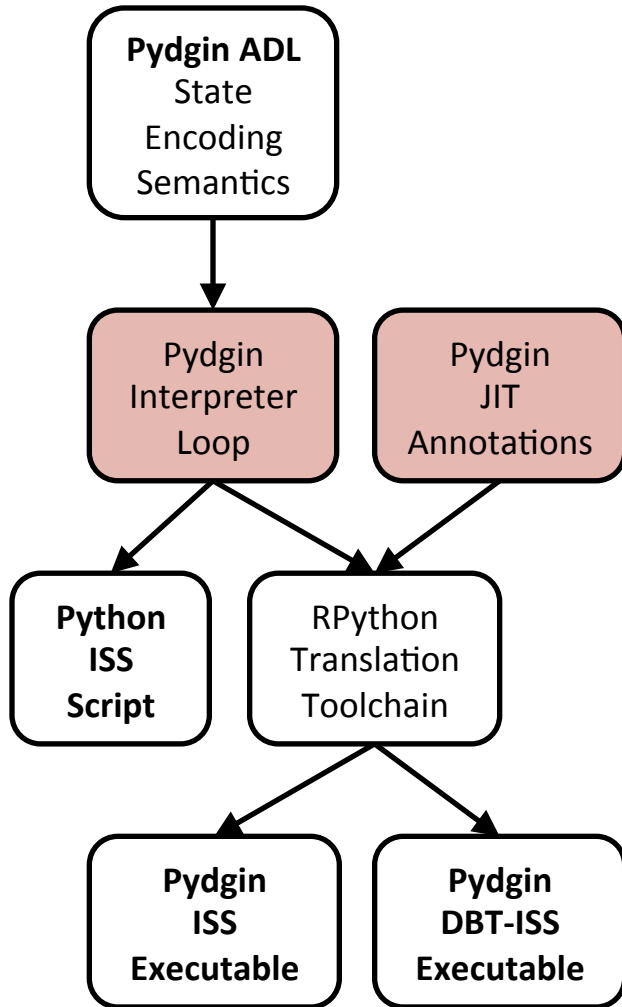 Pydgin ADL
State
Encoding
Semantics
Pydgin
Interpreter
Loop
Pydgin
JIT
Annotations
Python
ISS
Script
RPython
Translation
Toolchain
Pydgin
ISS
Executable
Pydgin
DBT-ISS
Executable